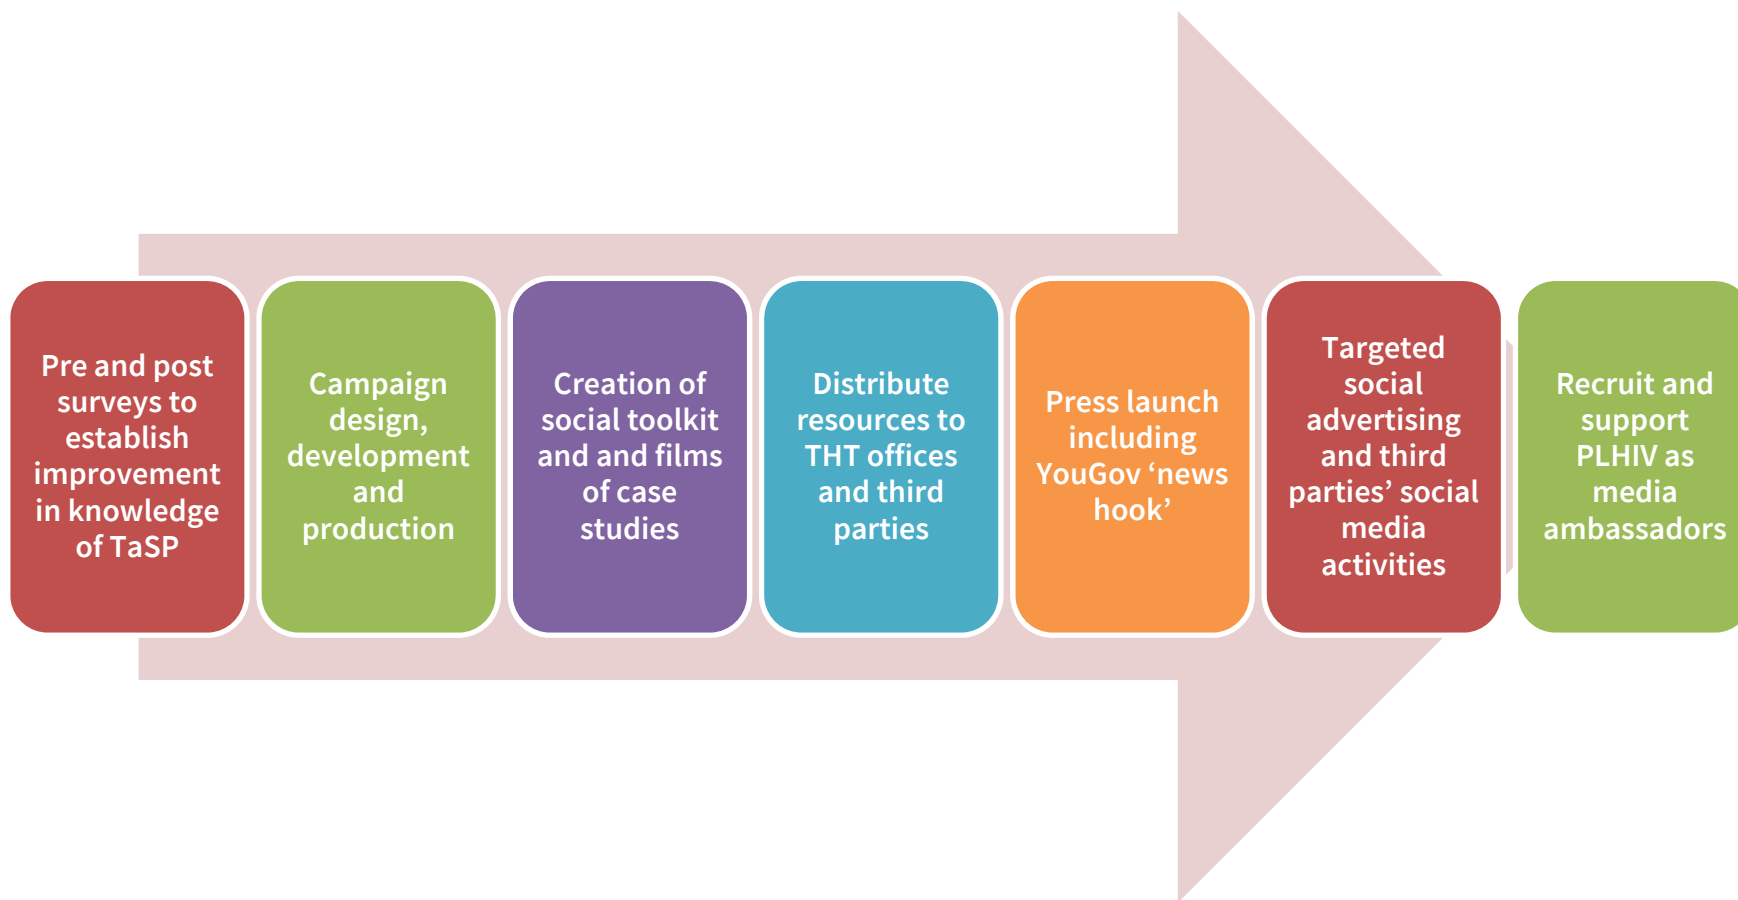 Pre and post
surveys to
establish
improvement
in knowledge
of TaSP
Campaign
design,
development
and
production
Creation of
social toolkit
and and films
of case
studies
Distribute
resources to
THT offices
and third
parties
Press launch
including
YouGov ‘news
hook’
Targeted
social
advertising
and third
parties’ social
media
activities
Recruit and
support
PLHIV as
media
ambassadors